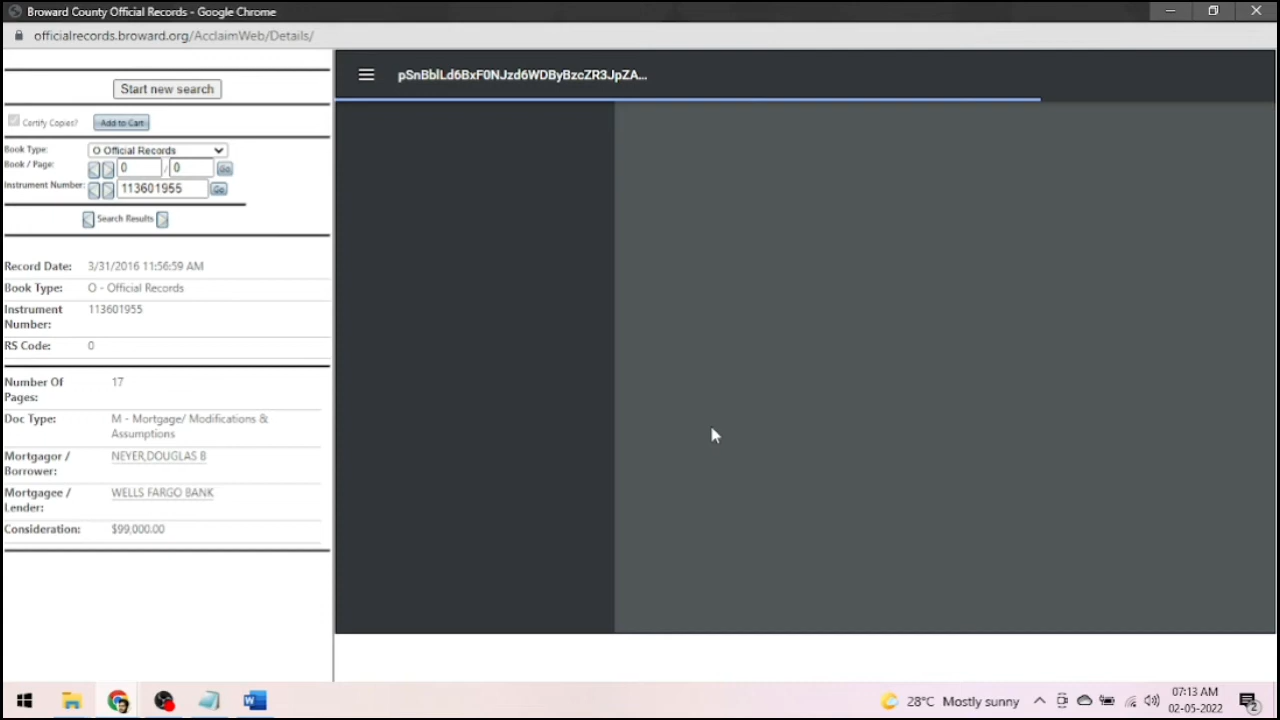 Broward County Official Records - Google Chrome
officialrecords.broward.org/AcclaimWeb/Details/
Start new search
Certify Copies? Add to Cart
Book Type: O Official Records
Book / Page: 0 / 0 Go
Instrument Number: 113601955 Go
Search Results
Record Date: 3/31/2016 11:56:59 AM
Book Type: O - Official Records
Instrument 113601955
Number:
RS Code: 0
Number Of 17
Pages:
Doc Type: M - Mortgage/ Modifications &
Assumptions
Mortgagor / NEYER,DOUGLAS B
Borrower:
Mortgagee / WELLS FARGO BANK
Lender:
Consideration: $99,000.00
pSnBblLd6BxF0NJzd6WDByBzcZR3JpZA...
28°C Mostly sunny
07:13 AM
02-05-2022
2